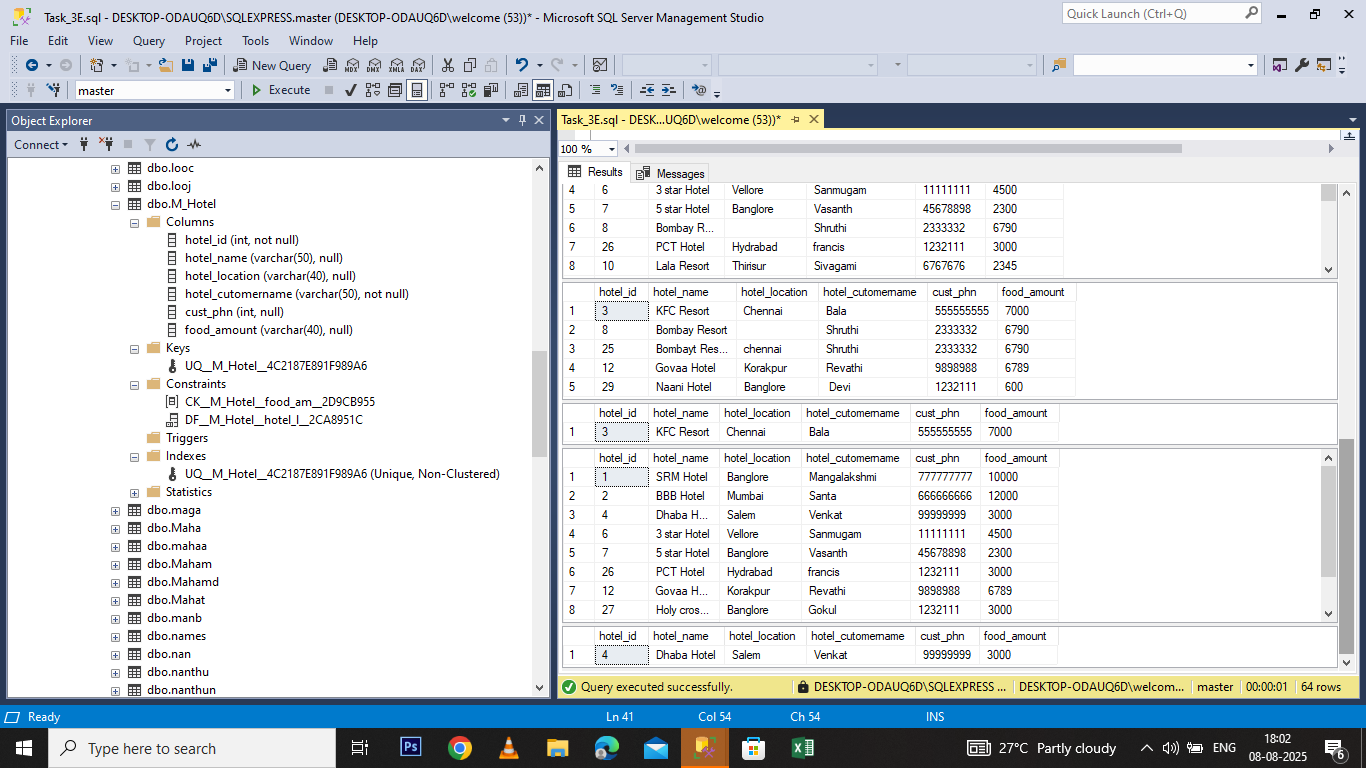 Task_3E.sql - DESKTOP-ODAUQ6D\SQLEXPRESS.master (DESKTOP-ODAUQ6D\welcome (53))* - Microsoft SQL Server Management Studio
Quick Launch (Ctrl+Q)
File Edit View Query Project Tools Window Help
New Query MDX DMX XMLA DAX
master Execute
Object Explorer
Connect
dbo.looc
dbo.looj
dbo.M_Hotel
Columns
hotel_id (int, not null)
hotel_name (varchar(50), null)
hotel_location (varchar(40), null)
hotel_cutomername (varchar(50), not null)
cust_phn (int, null)
food_amount (varchar(40), null)
Keys
UQ__M_Hotel__4C2187E891F989A6
Constraints
CK__M_Hotel__food_am__2D9CB955
DF__M_Hotel__hotel_l__2CA8951C
Triggers
Indexes
UQ__M_Hotel__4C2187E891F989A6 (Unique, Non-Clustered)
Statistics
dbo.maga
dbo.Maha
dbo.mahaa
dbo.Maham
dbo.Mahamd
dbo.Mahat
dbo.manb
dbo.names
dbo.nan
dbo.nanthu
dbo.nanthun
Task_3E.sql - DESK...UQ6D\welcome (53))*
100 %
Results Messages
4 6 3 star Hotel Vellore Sanmugam 11111111 4500
5 7 5 star Hotel Banglore Vasanth 45678898 2300
6 8 Bombay R... Shruthi 2333332 6790
7 26 PCT Hotel Hydrabad francis 1232111 3000
8 10 Lala Resort Thirisur Sivagami 6767676 2345
hotel_id hotel_name hotel_location hotel_cutomername cust_phn food_amount
1 3 KFC Resort Chennai Bala 555555555 7000
2 8 Bombay Resort Shruthi 2333332 6790
3 25 Bombayt Res... chennai Shruthi 2333332 6790
4 12 Govaa Hotel Korakpur Revathi 9898988 6789
5 29 Naani Hotel Banglore Devi 1232111 600
hotel_id hotel_name hotel_location hotel_cutomername cust_phn food_amount
1 3 KFC Resort Chennai Bala 555555555 7000
hotel_id hotel_name hotel_location hotel_cutomername cust_phn food_amount
1 1 SRM Hotel Banglore Mangalakshmi 777777777 10000
2 2 BBB Hotel Mumbai Santa 666666666 12000
3 4 Dhaba H... Salem Venkat 99999999 3000
4 6 3 star Hotel Vellore Sanmugam 11111111 4500
5 7 5 star Hotel Banglore Vasanth 45678898 2300
6 26 PCT Hotel Hydrabad francis 1232111 3000
7 12 Govaa H... Korakpur Revathi 9898988 6789
8 27 Holy cros... Banglore Gokul 1232111 3000
hotel_id hotel_name hotel_location hotel_cutomername cust_phn food_amount
1 4 Dhaba Hotel Salem Venkat 99999999 3000
Query executed successfully. DESKTOP-ODAUQ6D\SQLEXPRESS ... DESKTOP-ODAUQ6D\welcom... master 00:00:01 64 rows
Ready Ln 41 Col 54 Ch 54 INS
Type here to search Ps 27°C Partly cloudy ENG 18:02
08-08-2025 6